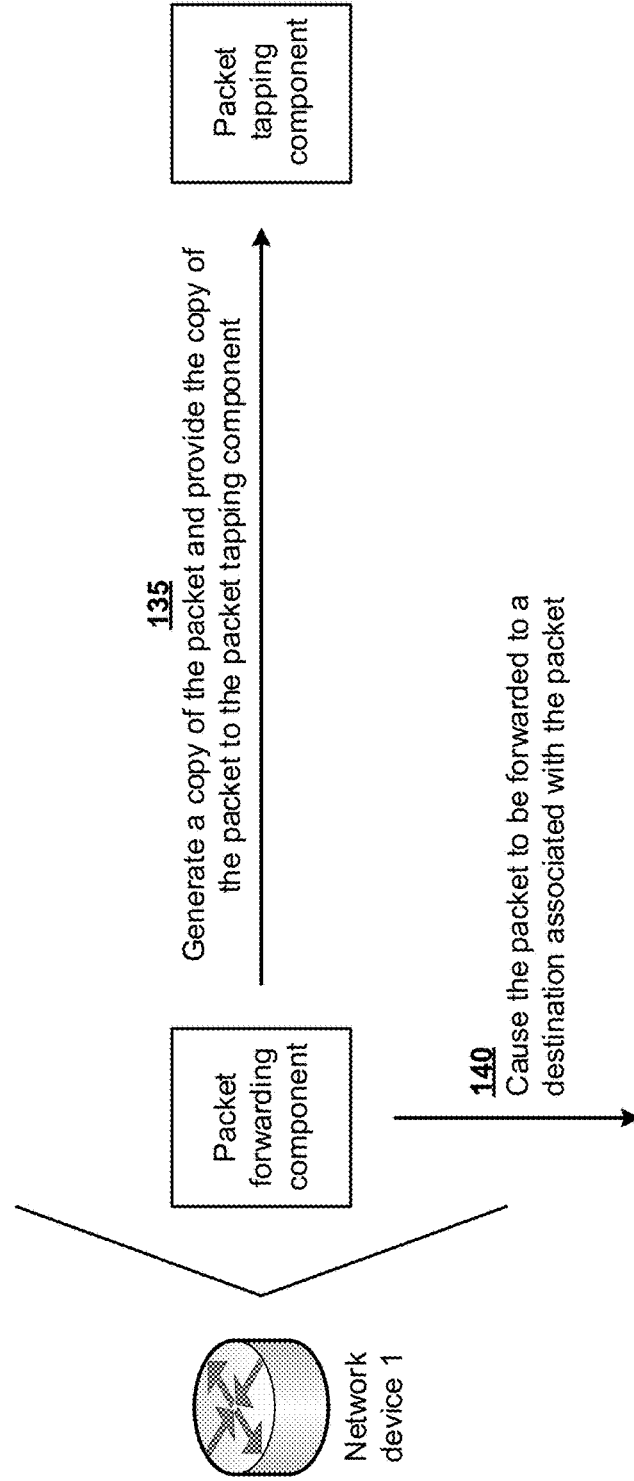 Network
device 1
Packet
forwarding
component
135
Generate a copy of the packet and provide the copy of
the packet to the packet tapping component
Packet
tapping
component
140
Cause the packet to be forwarded to a
destination associated with the packet